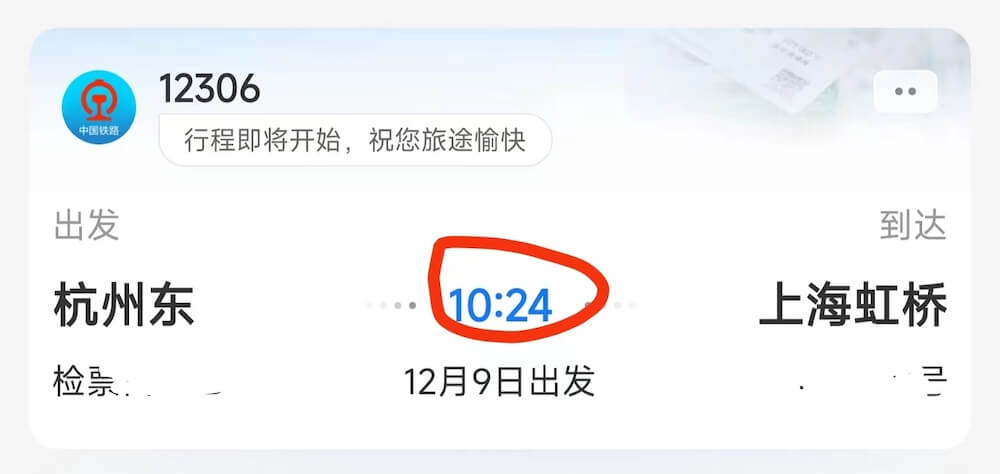 12306
中国铁路
行程即将开始，祝您旅途愉快
出发
到达
杭州东
10:24
上海虹桥
检票
12月9日出发
号